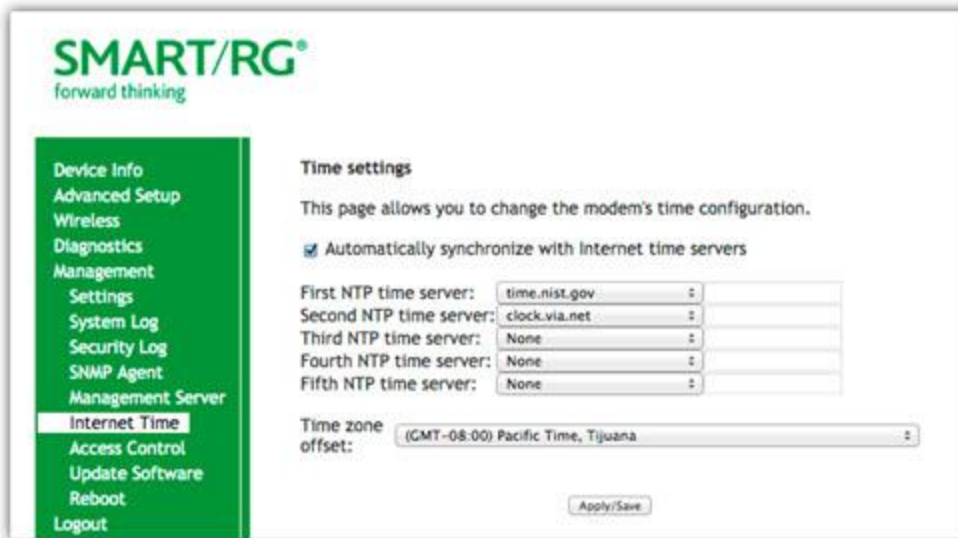 SMART/RG®
forward thinking
Device Info
Advanced Setup
Wireless
Diagnostics
Management
Settings
System Log
Security Log
SNMP Agent
Management Server
Internet Time
Access Control
Update Software
Reboot
Logout
Time settings
This page allows you to change the modem's time configuration.
Automatically synchronize with Internet time servers
First NTP time server: time.nist.gov
Second NTP time server: clock.via.net
Third NTP time server: None
Fourth NTP time server: None
Fifth NTP time server: None
Time zone
offset: (GMT-08:00) Pacific Time, Tijuana
Apply/Save